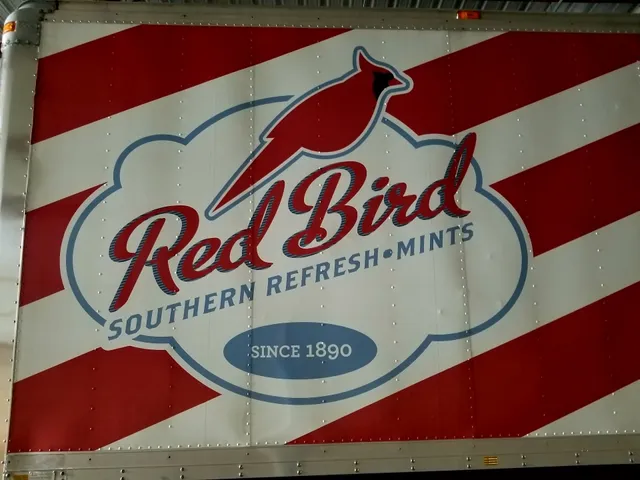 Red Bird
SOUTHERN REFRESH•MINTS
SINCE 1890